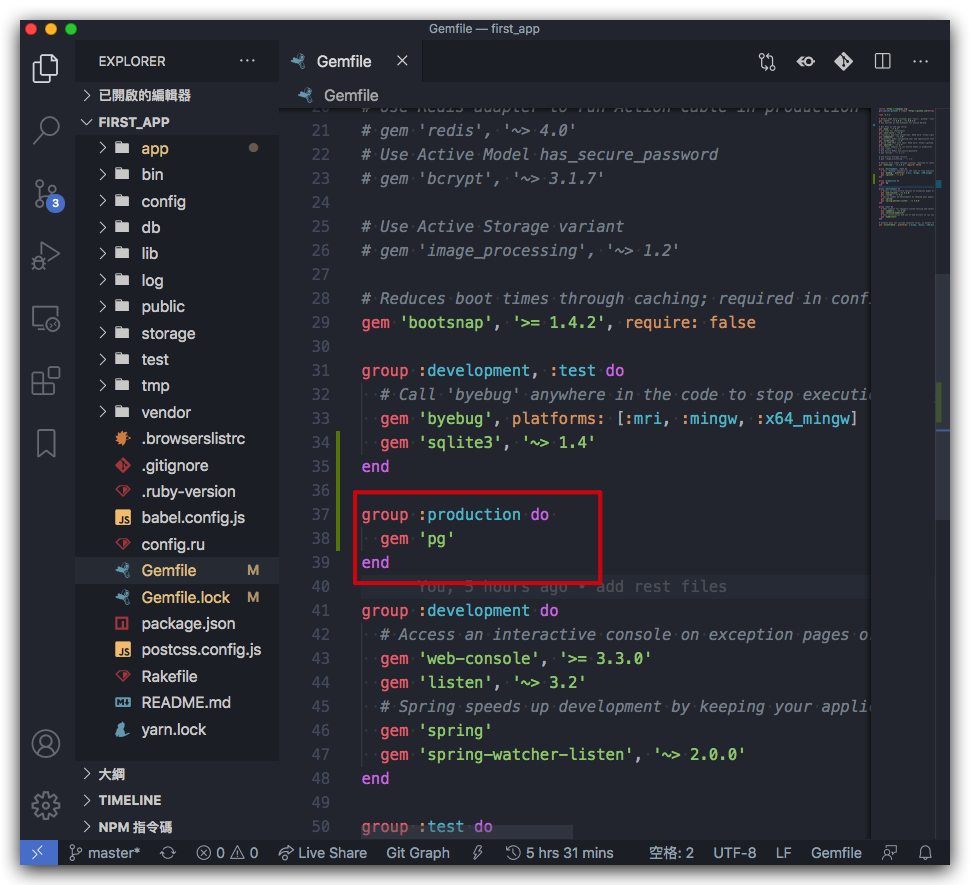 Gemfile — first_app
EXPLORER
Gemfile
已開啟的編輯器
FIRST_APP
app
bin
config
db
lib
log
public
storage
test
tmp
vendor
.browserslistrc
.gitignore
.ruby-version
babel.config.js
config.ru
Gemfile M
Gemfile.lock M
package.json
postcss.config.js
Rakefile
README.md
yarn.lock
大綱
TIMELINE
NPM 指令碼
3
Gemfile
# Use Redis adapter to run Action Cable in production
21 # gem 'redis', '~> 4.0'
22 # Use Active Model has_secure_password
23 # gem 'bcrypt', '~> 3.1.7'
24
25 # Use Active Storage variant
26 # gem 'image_processing', '~> 1.2'
27
28 # Reduces boot times through caching; required in conf
29 gem 'bootsnap', '>= 1.4.2', require: false
30
31 group :development, :test do
32 # Call 'byebug' anywhere in the code to stop executi
33 gem 'byebug', platforms: [:mri, :mingw, :x64_mingw]
34 gem 'sqlite3', '~> 1.4'
35 end
36
37 group :production do
38 gem 'pg'
39 end
40 You, 5 hours ago • add rest files
41 group :development do
42 # Access an interactive console on exception pages o
43 gem 'web-console', '>= 3.3.0'
44 gem 'listen', '~> 3.2'
45 # Spring speeds up development by keeping your appli
46 gem 'spring'
47 gem 'spring-watcher-listen', '~> 2.0.0'
48 end
49
50 group :test do
master* 0 0 Live Share Git Graph 5 hrs 31 mins 空格: 2 UTF-8 LF Gemfile